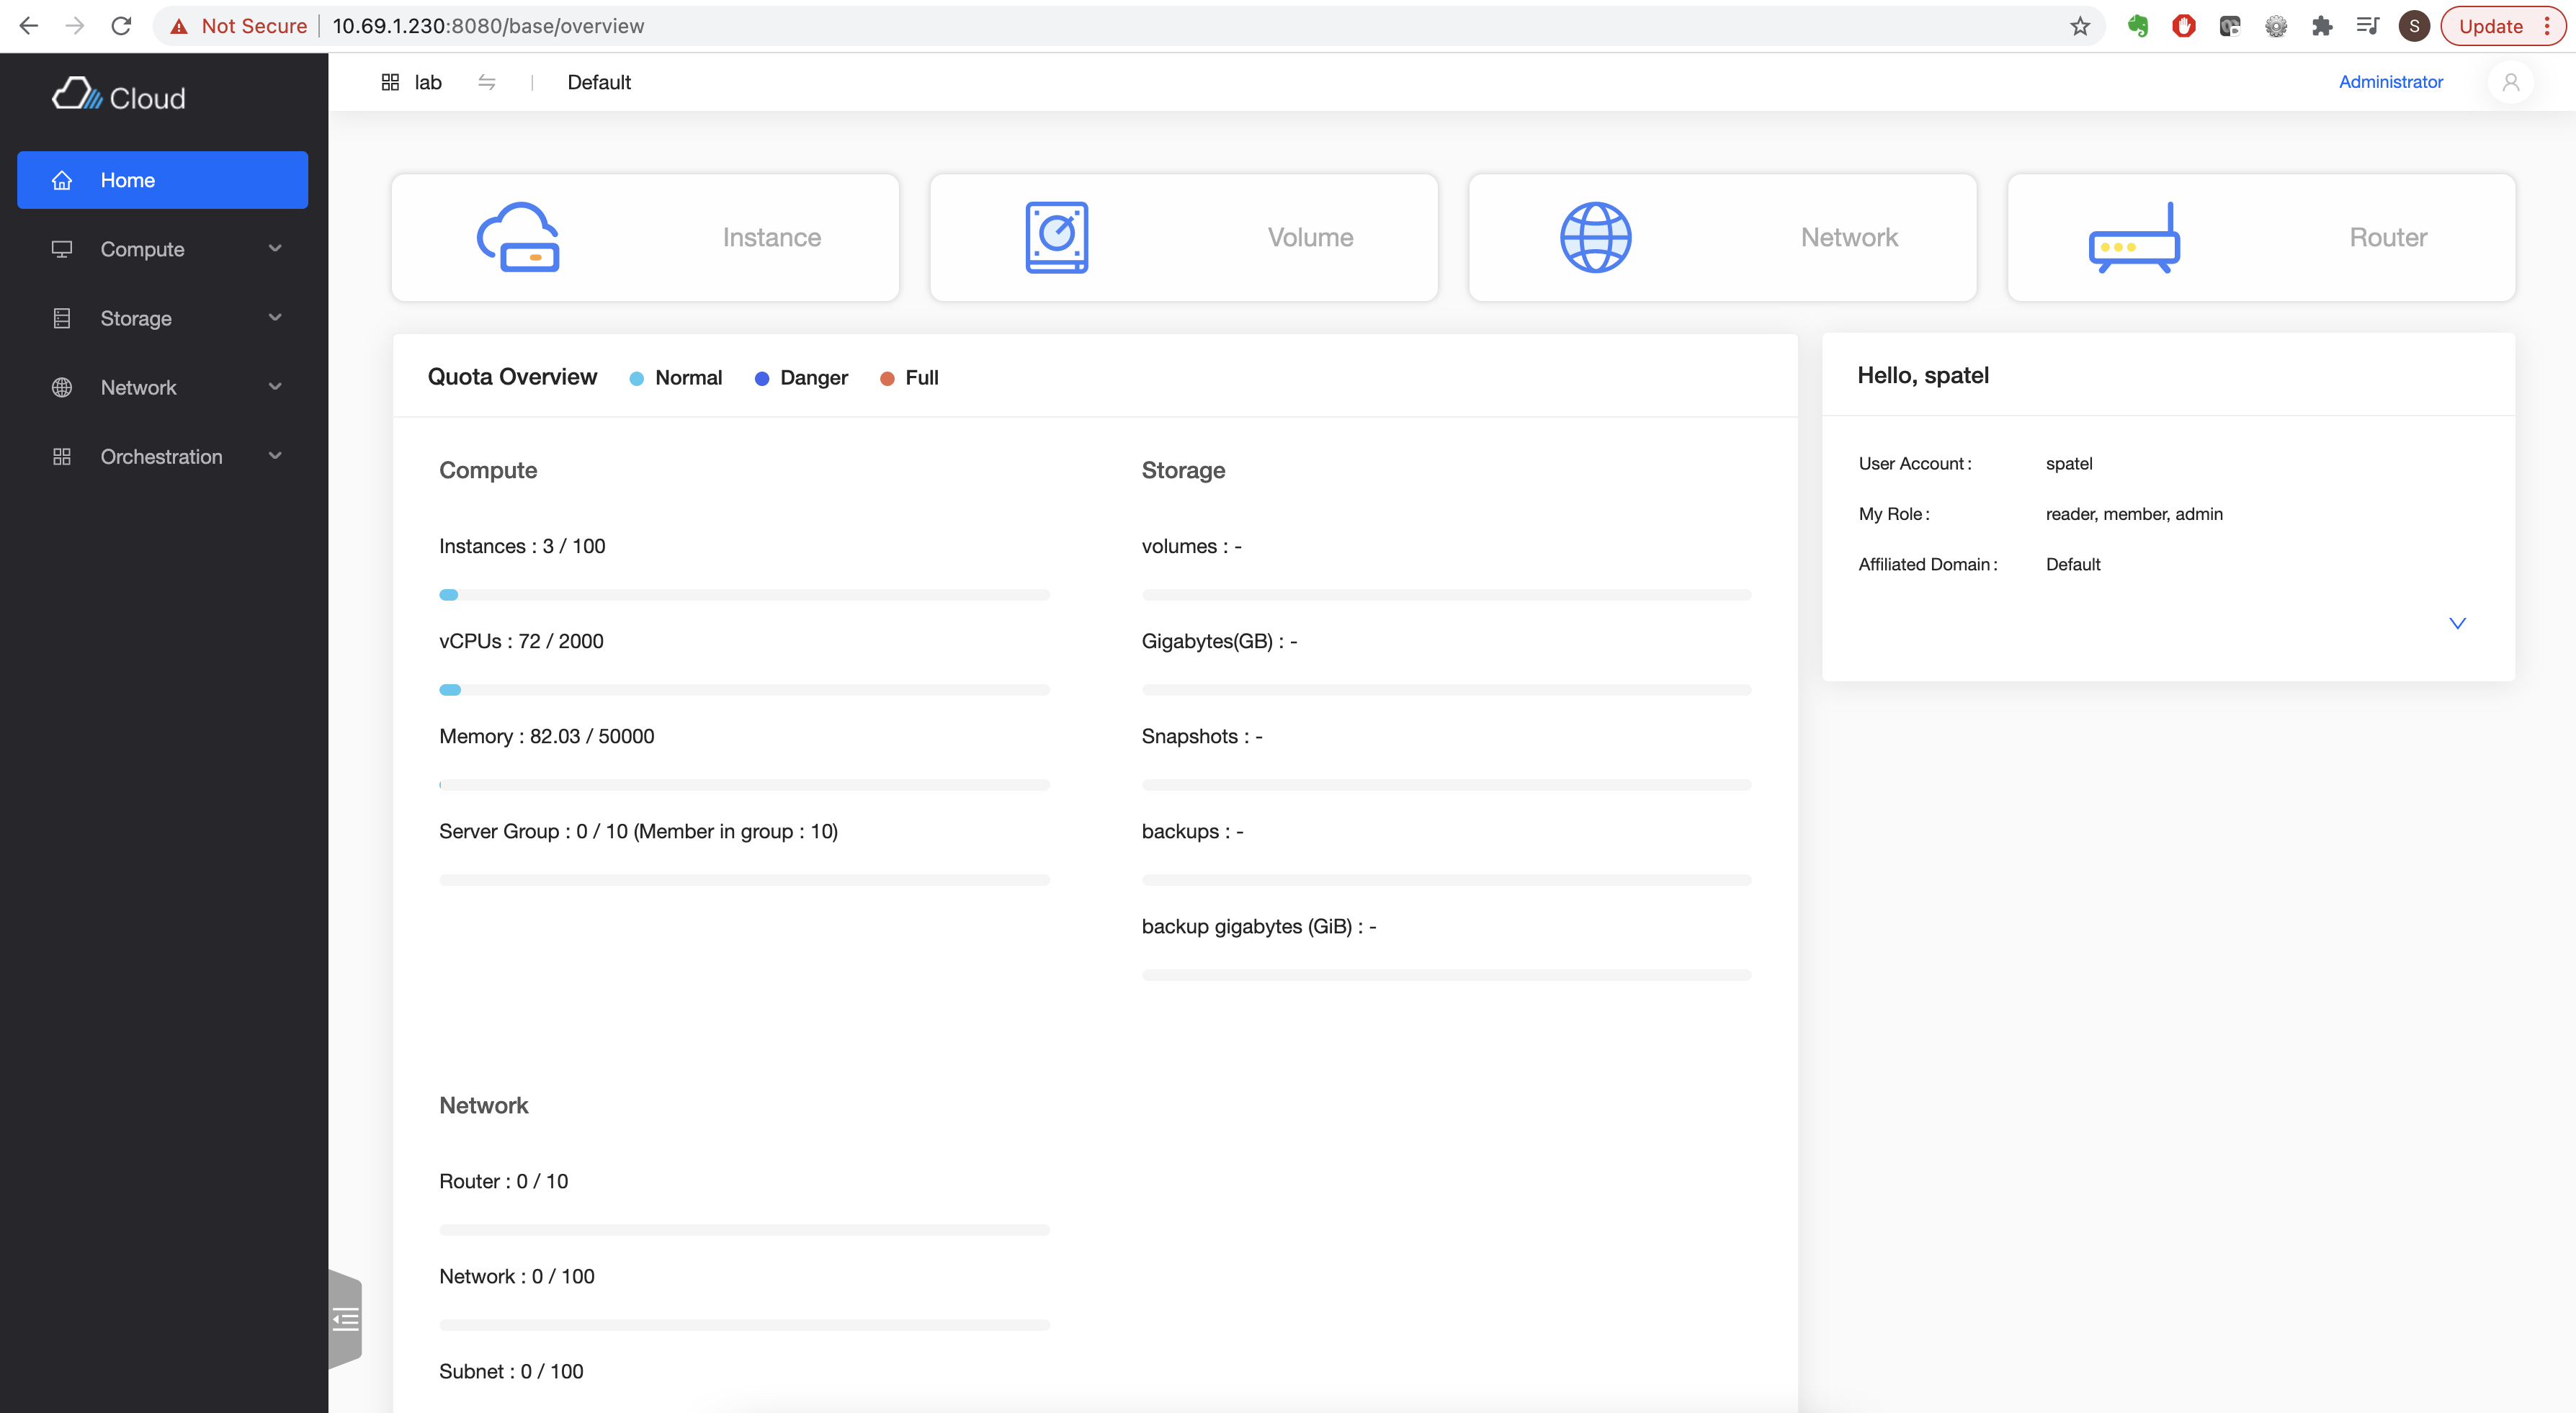 Not Secure 10.69.1.230:8080/base/overview
S
Update
Cloud
lab
Default
Administrator
Home
Compute
Storage
Network
Orchestration
Instance
Volume
Network
Router
Quota Overview
Normal
Danger
Full
Compute
Instances : 3 / 100
vCPUs : 72 / 2000
Memory : 82.03 / 50000
Server Group : 0 / 10 (Member in group : 10)
Storage
volumes : -
Gigabytes(GB) : -
Snapshots : -
backups : -
backup gigabytes (GiB) : -
Network
Router : 0 / 10
Network : 0 / 100
Subnet : 0 / 100
Hello, spatel
User Account : spatel
My Role : reader, member, admin
Affiliated Domain : Default